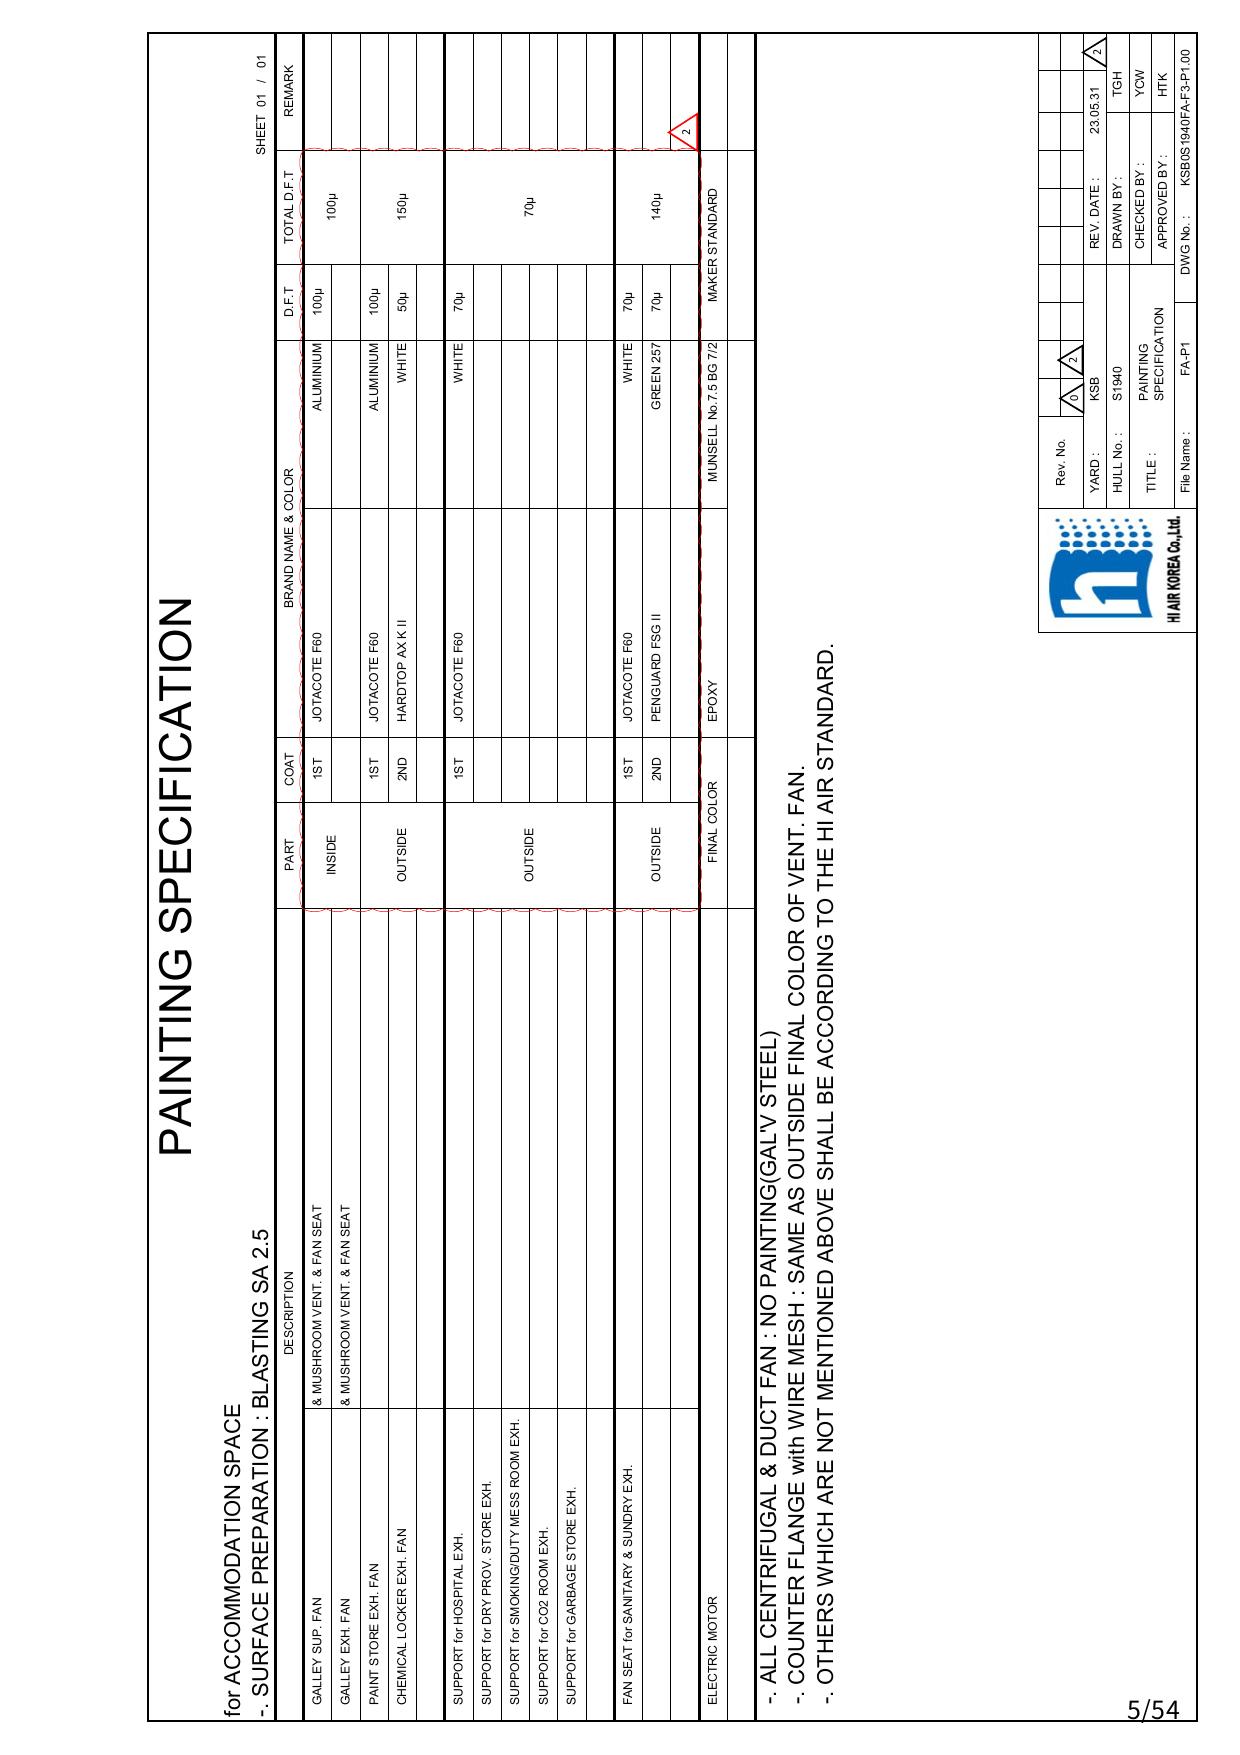 PAINTING SPECIFICATION
for ACCOMMODATION SPACE
-. SURFACE PREPARATION : BLASTING SA 2.5
SHEET 01 / 01
DESCRIPTION PART COAT BRAND NAME & COLOR D.F.T TOTAL D.F.T REMARK
GALLEY SUP. FAN & MUSHROOM VENT. & FAN SEAT INSIDE 1ST JOTACOTE F60 ALUMINIUM 100μ 100μ
GALLEY EXH. FAN & MUSHROOM VENT. & FAN SEAT
PAINT STORE EXH. FAN 1ST JOTACOTE F60 ALUMINIUM 100μ
CHEMICAL LOCKER EXH. FAN OUTSIDE 2ND HARDTOP AX K II WHITE 50μ 150μ
SUPPORT for HOSPITAL EXH. 1ST JOTACOTE F60 WHITE 70μ
SUPPORT for DRY PROV. STORE EXH.
SUPPORT for SMOKING/DUTY MESS ROOM EXH. OUTSIDE 70μ
SUPPORT for CO2 ROOM EXH.
SUPPORT for GARBAGE STORE EXH.
FAN SEAT for SANITARY & SUNDRY EXH. 1ST JOTACOTE F60 WHITE 70μ
OUTSIDE 2ND PENGUARD FSG II GREEN 257 70μ 140μ
2
ELECTRIC MOTOR FINAL COLOR EPOXY MUNSELL No.7.5 BG 7/2 MAKER STANDARD
-. ALL CENTRIFUGAL & DUCT FAN : NO PAINTING(GAL'V STEEL)
-. COUNTER FLANGE with WIRE MESH : SAME AS OUTSIDE FINAL COLOR OF VENT. FAN.
-. OTHERS WHICH ARE NOT MENTIONED ABOVE SHALL BE ACCORDING TO THE HI AIR STANDARD.
h
HI AIR KOREA Co.,Ltd.
Rev. No. 0 2
YARD : KSB REV. DATE : 23.05.31 2
HULL No. : S1940 DRAWN BY : TGH
TITLE : PAINTING SPECIFICATION CHECKED BY : YCW
APPROVED BY : HTK
File Name : FA-P1 DWG No. : KSB0S1940FA-F3-P1.00
5/54